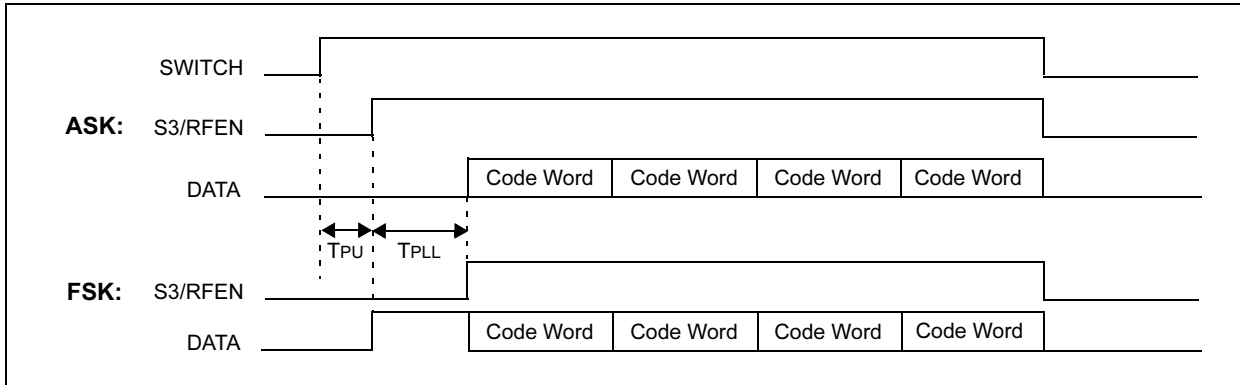 SWITCH
ASK: S3/RFEN
DATA Code Word Code Word Code Word Code Word
TPU TPLL
FSK: S3/RFEN
DATA Code Word Code Word Code Word Code Word